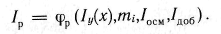 Iр = φр (Iу(x), mi, Iосм, Iдоб)